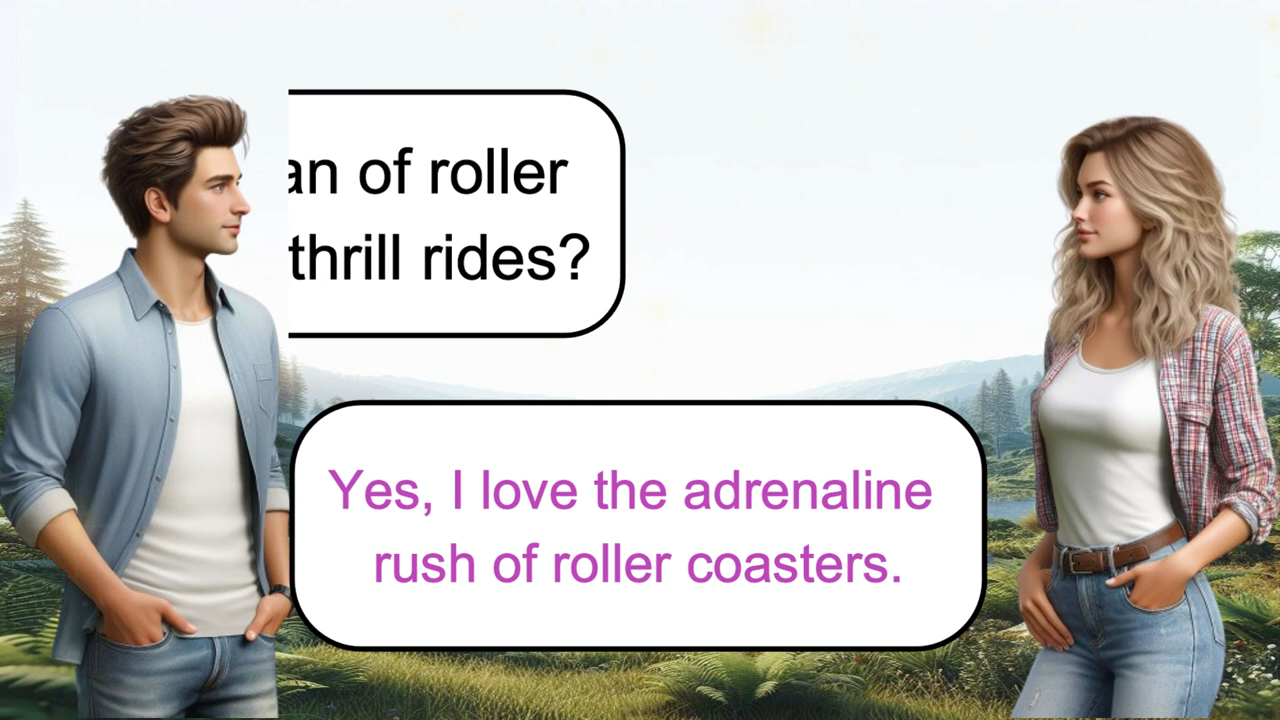 an of roller
thrill rides?
Yes, I love the adrenaline
rush of roller coasters.